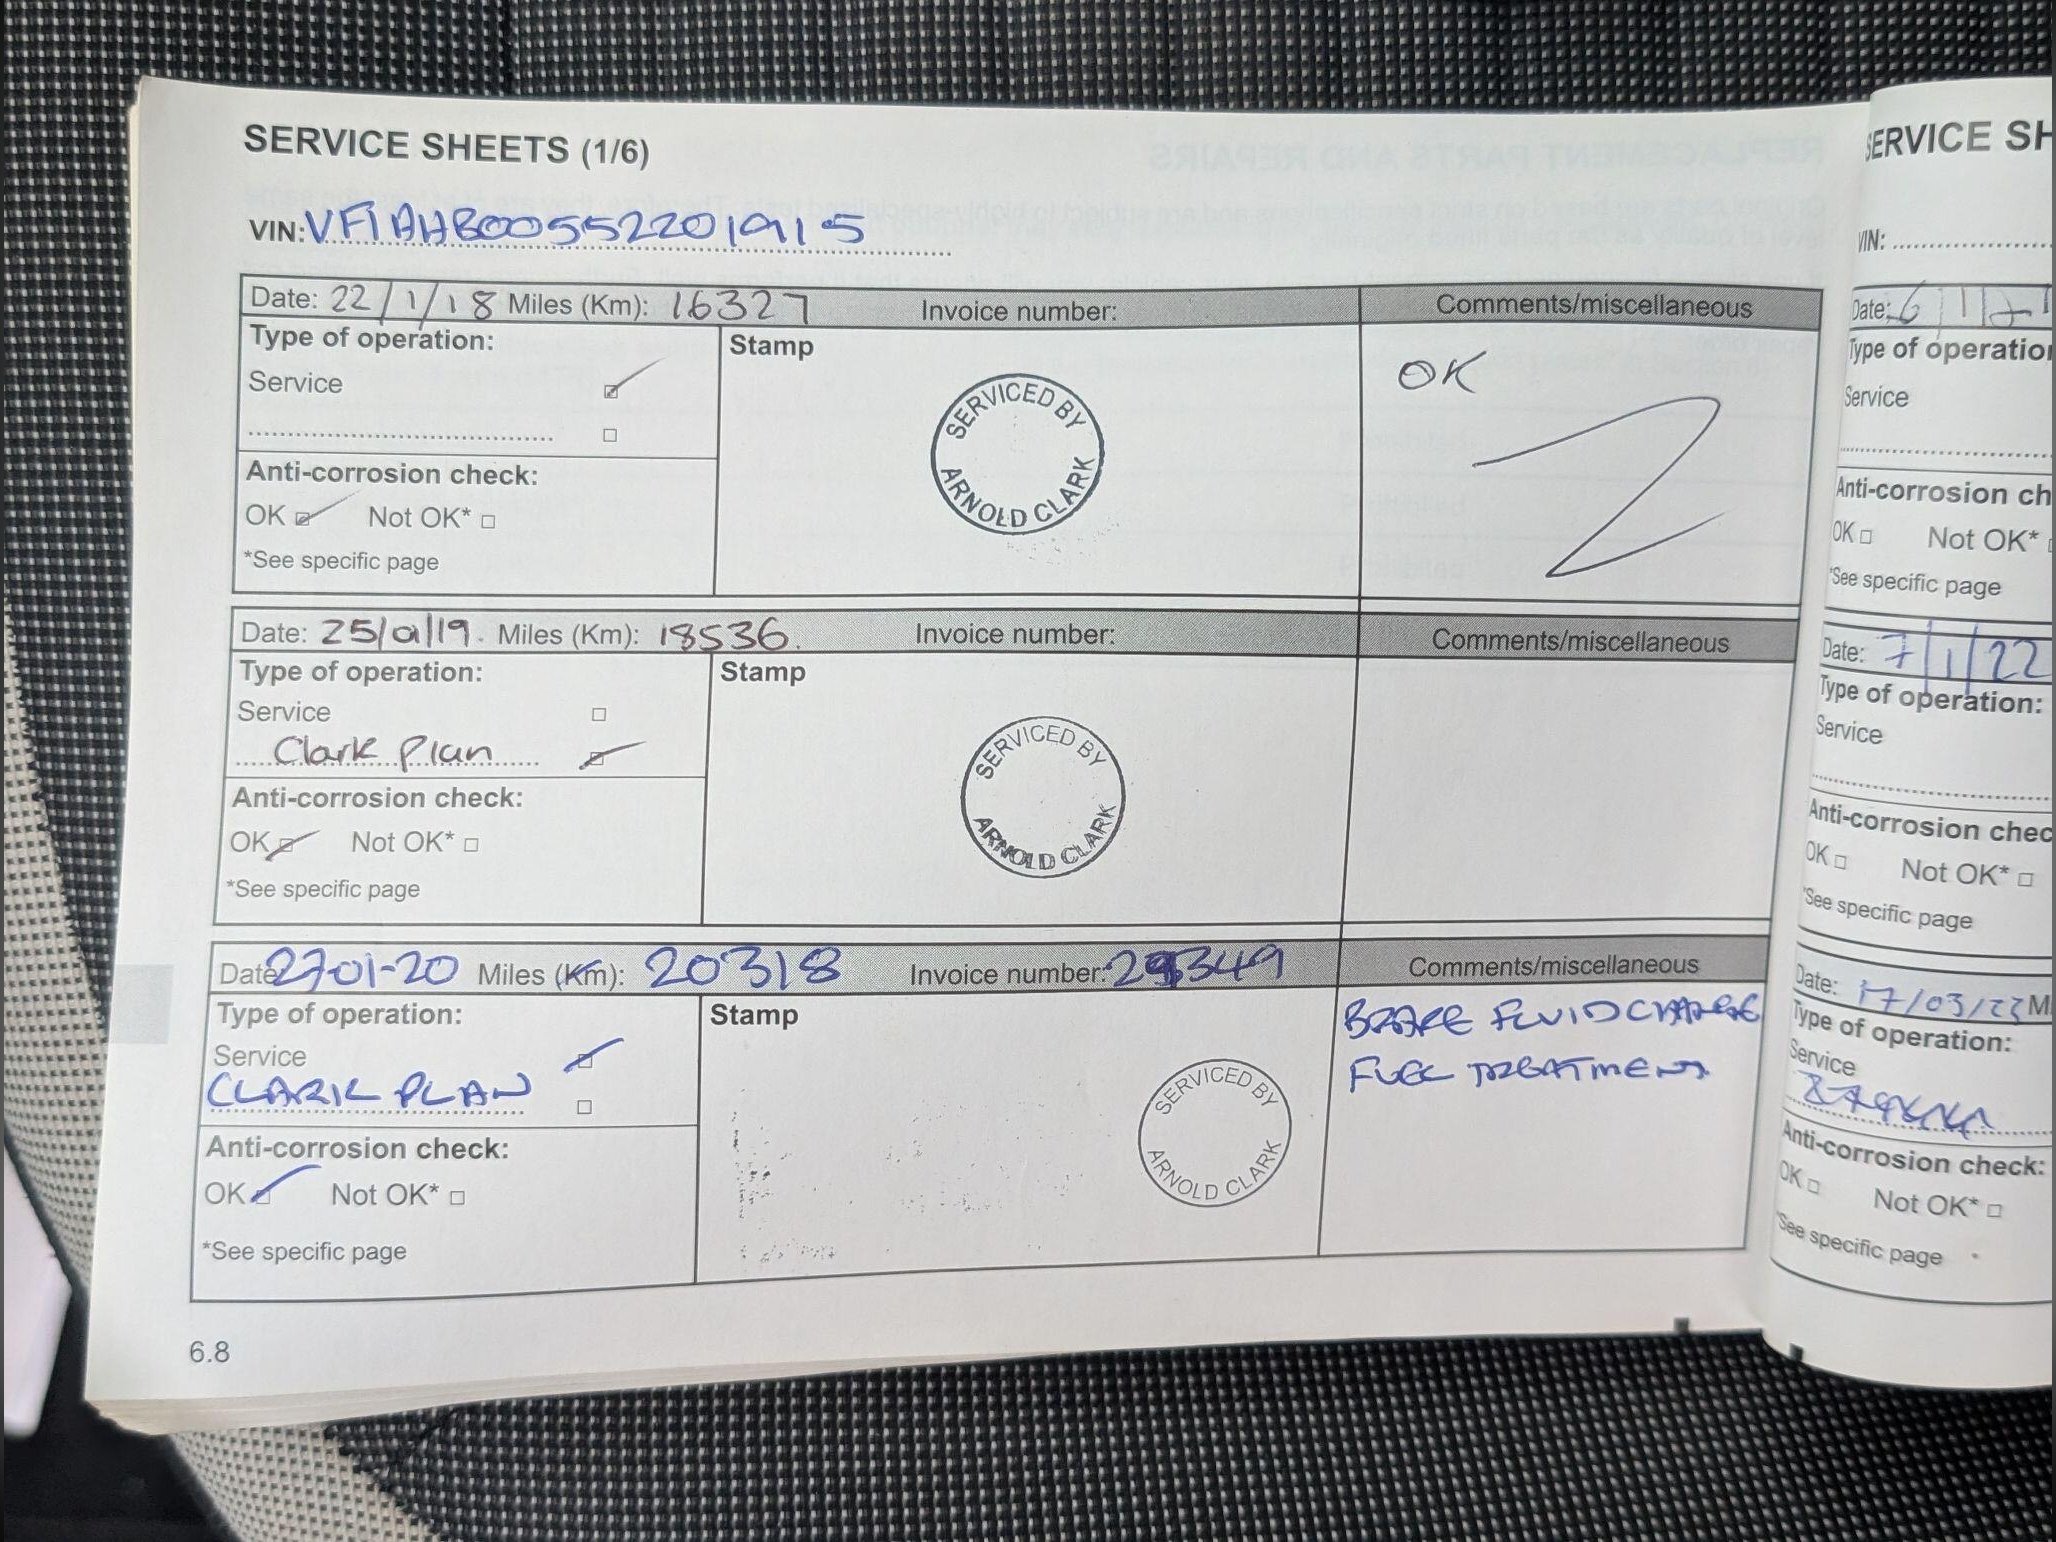 SERVICE SHEETS (1/6)
VIN: VF1AHB00552201915
Date: 22/1/18 Miles (Km): 16327 Invoice number:
Comments/miscellaneous
Type of operation:
Service
Stamp
SERVICED BY
ARNOLD CLARK
OK
Anti-corrosion check:
OK Not OK*
*See specific page
Date: 25/01/19. Miles (Km): 18536. Invoice number:
Comments/miscellaneous
Type of operation:
Service
Clark Plan
Stamp
SERVICED BY
ARNOLD CLARK
Anti-corrosion check:
OK Not OK*
*See specific page
Date 27-01-20 Miles (Km): 20318 Invoice number:
Comments/miscellaneous
Type of operation:
Service
CLARK PLAN
Stamp
SERVICED BY
ARNOLD CLARK
BRAKE FLUID CHANGE
FUEL TREATMENT
Anti-corrosion check:
OK Not OK*
*See specific page
6.8
SERVICE SH
VIN:
Date:
Type of operation
Service
Anti-corrosion ch
OK Not OK*
*See specific page
Date: 7/1/22
Type of operation:
Service
Anti-corrosion chec
OK Not OK*
*See specific page
Date: 17/03/23 M
Type of operation:
Service
Anti-corrosion check:
OK Not OK*
*See specific page